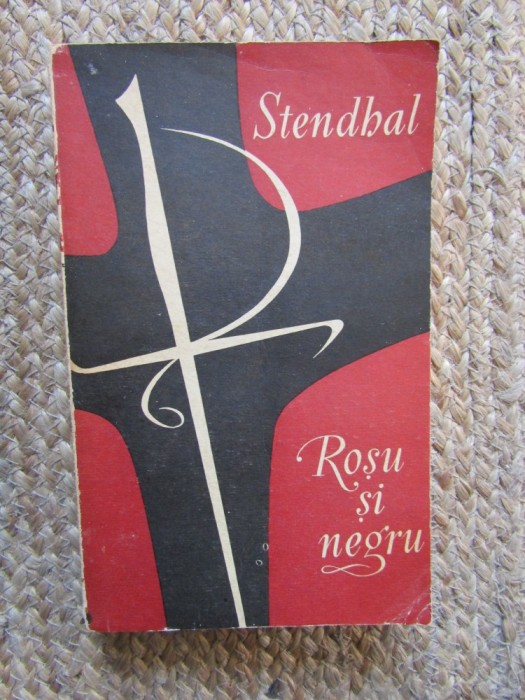 Stendhal
Roșu
și
negru